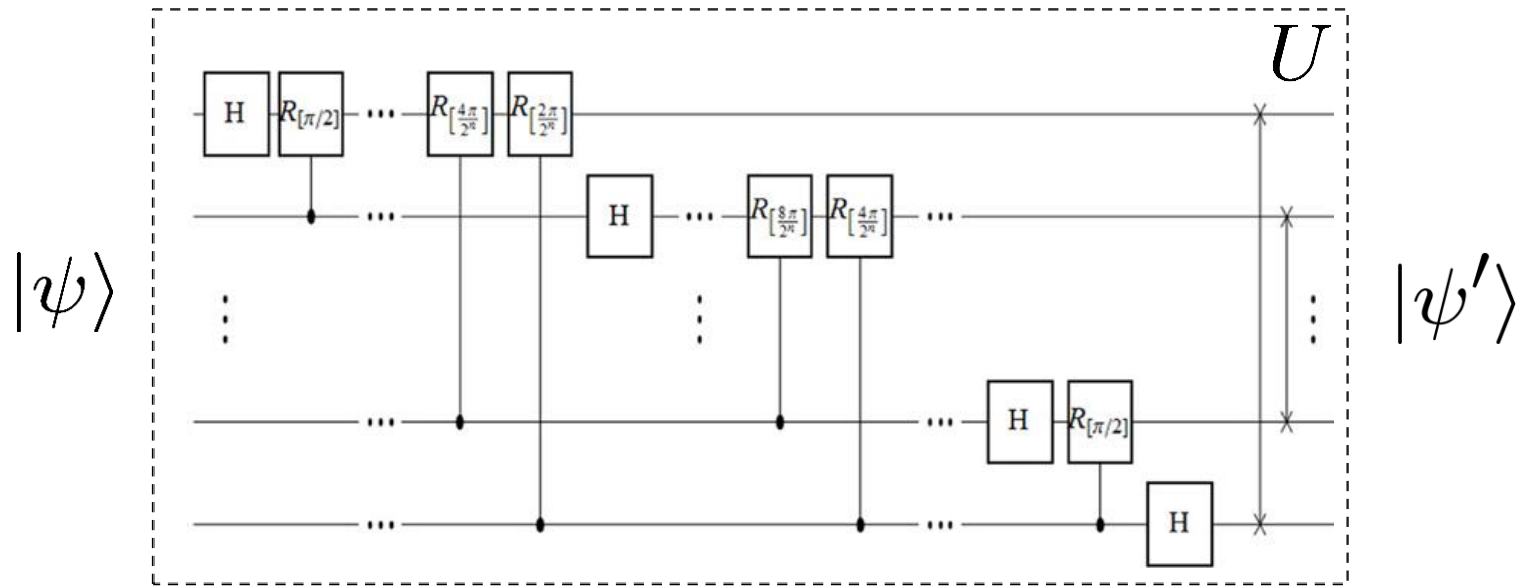 U
H R[π/2] ... R[4π/2ⁿ] R[2π/2ⁿ]
... H ... R[8π/2ⁿ] R[4π/2ⁿ] ...
|ψ⟩ ⋮ ⋮ ⋮ |ψ′⟩
... ... H R[π/2]
... ... H